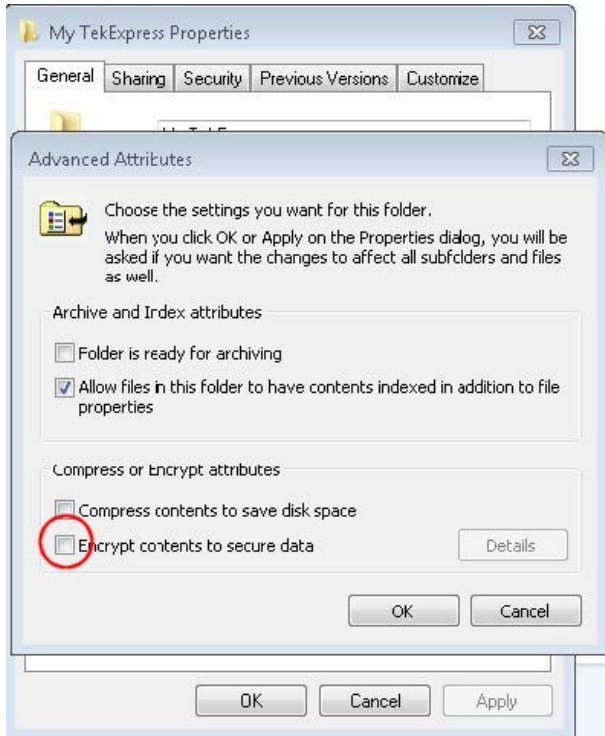 My TekExpress Properties
General Sharing Security Previous Versions Customize
Advanced Attributes
Choose the settings you want for this folder.
When you click OK or Apply on the Properties dialog, you will be
asked if you want the changes to affect all subfolders and files
as well.
Archive and Index attributes
Folder is ready for archiving
Allow files in this folder to have contents indexed in addition to file
properties
Compress or Encrypt attributes
Compress contents to save disk space
Encrypt contents to secure data
Details
OK Cancel
OK Cancel Apply